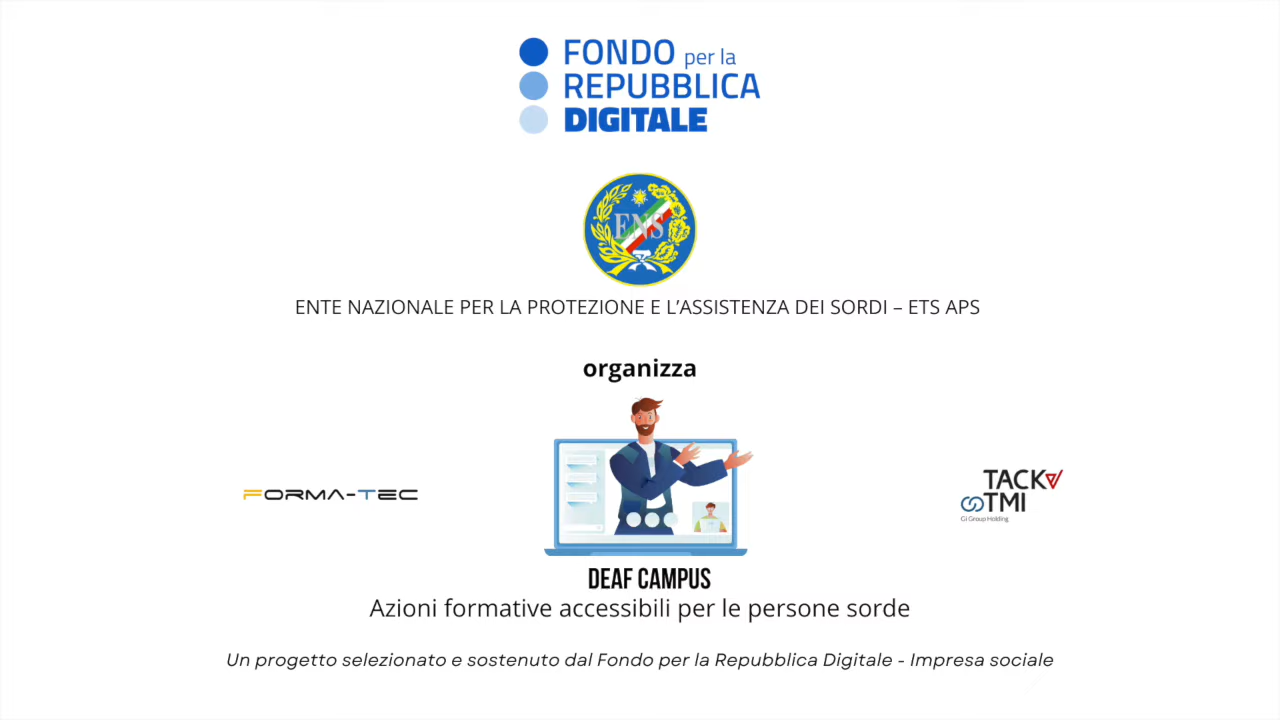 FONDO per la
REPUBBLICA
DIGITALE
ENS
ENTE NAZIONALE PER LA PROTEZIONE E L’ASSISTENZA DEI SORDI – ETS APS
organizza
FORMA-TEC
TACK
TMI
Gi Group Holding
DEAF CAMPUS
Azioni formative accessibili per le persone sorde
Un progetto selezionato e sostenuto dal Fondo per la Repubblica Digitale - Impresa sociale